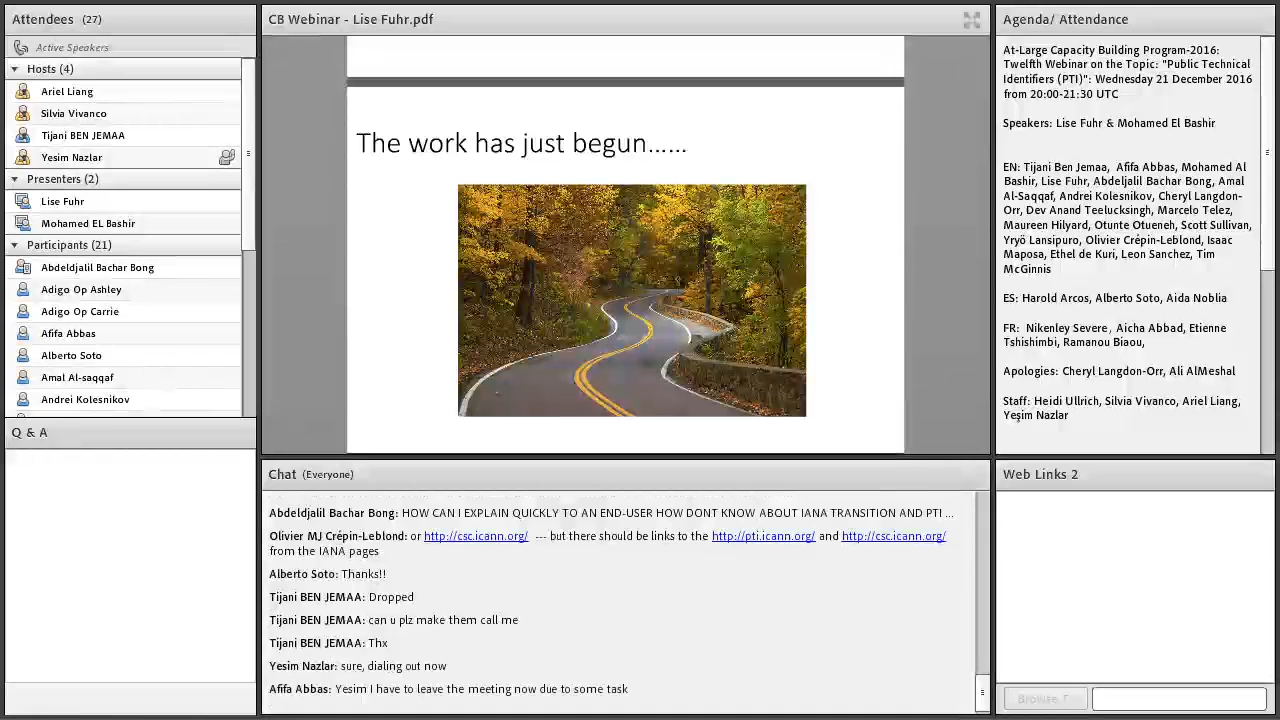 Attendees (27)
Active Speakers
Hosts (4)
Ariel Liang
Silvia Vivanco
Tijani BEN JEMAA
Yesim Nazlar
Presenters (2)
Lise Fuhr
Mohamed EL Bashir
Participants (21)
Abdeldjalil Bachar Bong
Adigo Op Ashley
Adigo Op Carrie
Afifa Abbas
Alberto Soto
Amal Al-saqqaf
Andrei Kolesnikov
Q & A
CB Webinar - Lise Fuhr.pdf
The work has just begun......
Chat (Everyone)
Abdeldjalil Bachar Bong: HOW CAN I EXPLAIN QUICKLY TO AN END-USER HOW DONT KNOW ABOUT IANA TRANSITION AND PTI ...
Olivier MJ Crépin-Leblond: or http://csc.icann.org/ --- but there should be links to the http://pti.icann.org/ and http://csc.icann.org/
from the IANA pages
Alberto Soto: Thanks!!
Tijani BEN JEMAA: Dropped
Tijani BEN JEMAA: can u plz make them call me
Tijani BEN JEMAA: Thx
Yesim Nazlar: sure, dialing out now
Afifa Abbas: Yesim I have to leave the meeting now due to some task
Agenda/ Attendance
At-Large Capacity Building Program-2016:
Twelfth Webinar on the Topic: "Public Technical
Identifiers (PTI)": Wednesday 21 December 2016
from 20:00-21:30 UTC
Speakers: Lise Fuhr & Mohamed El Bashir
EN: Tijani Ben Jemaa, Afifa Abbas, Mohamed Al
Bashir, Lise Fuhr, Abdeljalil Bachar Bong, Amal
Al-Saqqaf, Andrei Kolesnikov, Cheryl Langdon-
Orr, Dev Anand Teelucksingh, Marcelo Telez,
Maureen Hilyard, Otunte Otueneh, Scott Sullivan,
Yryö Lansipuro, Olivier Crépin-Leblond, Isaac
Maposa, Ethel de Kuri, Leon Sanchez, Tim
McGinnis
ES: Harold Arcos, Alberto Soto, Aida Noblia
FR: Nikenley Severe, Aicha Abbad, Etienne
Tshishimbi, Ramanou Biaou,
Apologies: Cheryl Langdon-Orr, Ali AlMeshal
Staff: Heidi Ullrich, Silvia Vivanco, Ariel Liang,
Yeşim Nazlar
Web Links 2